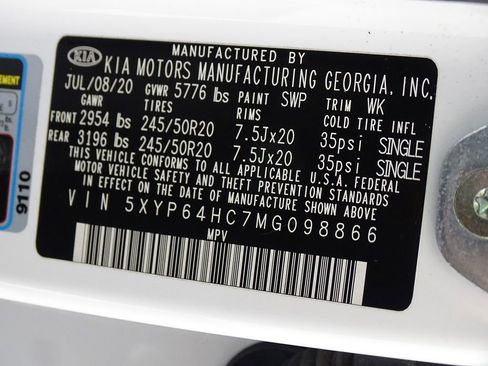 MANUFACTURED BY
KIA KIA MOTORS MANUFACTURING GEORGIA, INC.
JUL/08/20 GVWR 5776 lbs PAINT SWP TRIM WK
GAWR TIRES RIMS COLD TIRE INFL
FRONT 2954 lbs 245/50R20 7.5Jx20 35psi SINGLE
REAR 3196 lbs 245/50R20 7.5Jx20 35psi SINGLE
THIS VEHICLE CONFORMS TO ALL APPLICABLE U.S.A. FEDERAL
MOTOR VEHICLE SAFETY AND THEFT PREVENTION STANDARDS
IN EFFECT ON THE DATE OF MANUFACTURE SHOWN ABOVE.
VIN 5XYP64HC7MG098866
MPV
9110